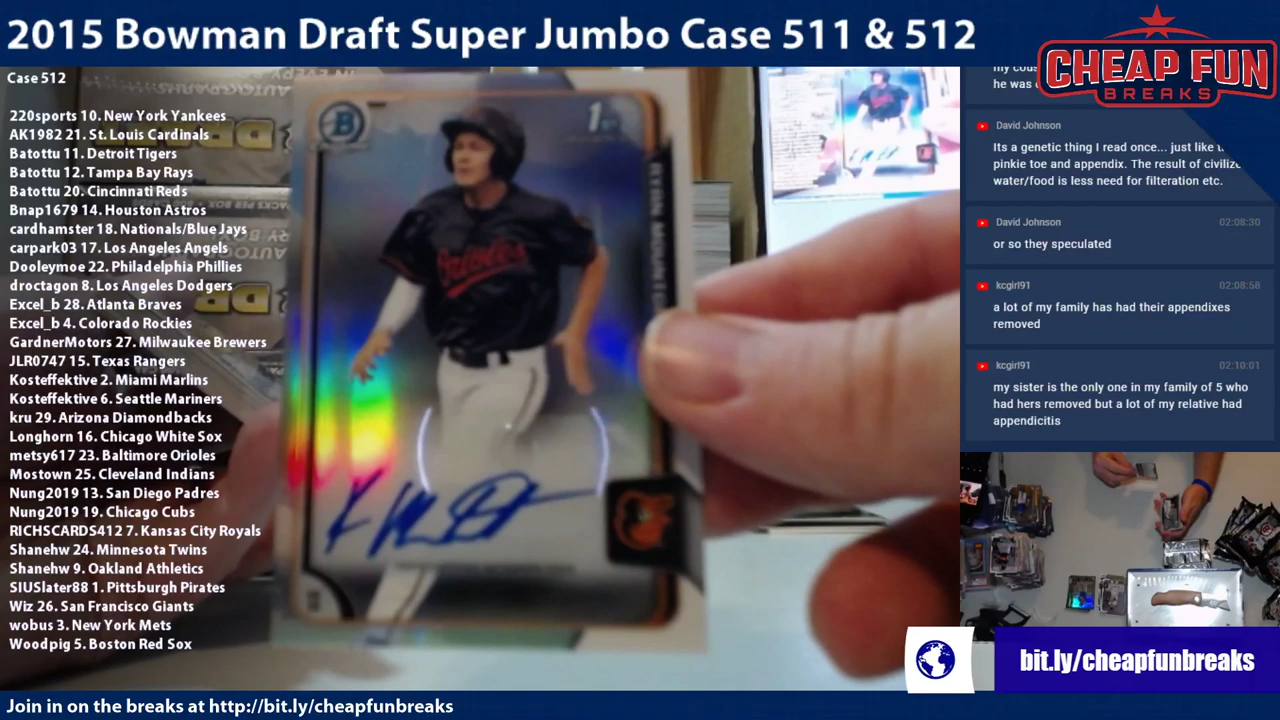 2015 Bowman Draft Super Jumbo Case 511 & 512
CHEAP FUN
BREAKS
Case 512
220sports 10. New York Yankees
AK1982 21. St. Louis Cardinals
Batottu 11. Detroit Tigers
Batottu 12. Tampa Bay Rays
Batottu 20. Cincinnati Reds
Bnap1679 14. Houston Astros
cardhamster 18. Nationals/Blue Jays
carpark03 17. Los Angeles Angels
Dooleymoe 22. Philadelphia Phillies
droctagon 8. Los Angeles Dodgers
Excel_b 28. Atlanta Braves
Excel_b 4. Colorado Rockies
GardnerMotors 27. Milwaukee Brewers
JLR0747 15. Texas Rangers
Kosteffektive 2. Miami Marlins
Kosteffektive 6. Seattle Mariners
kru 29. Arizona Diamondbacks
Longhorn 16. Chicago White Sox
metsy617 23. Baltimore Orioles
Mostown 25. Cleveland Indians
Nung2019 13. San Diego Padres
Nung2019 19. Chicago Cubs
RICHSCARDS412 7. Kansas City Royals
Shanehw 24. Minnesota Twins
Shanehw 9. Oakland Athletics
SIUSlater88 1. Pittsburgh Pirates
Wiz 26. San Francisco Giants
wobus 3. New York Mets
Woodpig 5. Boston Red Sox
B
1st
Orioles
he was
David Johnson
Its a genetic thing I read once... just like
pinkie toe and appendix. The result of
water/food is less need for filteration etc.
David Johnson 02:08:30
or so they speculated
kcgirl91 02:08:58
a lot of my family has had their appendixes
removed
kcgirl91 02:10:01
my sister is the only one in my family of 5 who
had hers removed but a lot of my relative had
appendicitis
bit.ly/cheapfunbreaks
Join in on the breaks at http://bit.ly/cheapfunbreaks